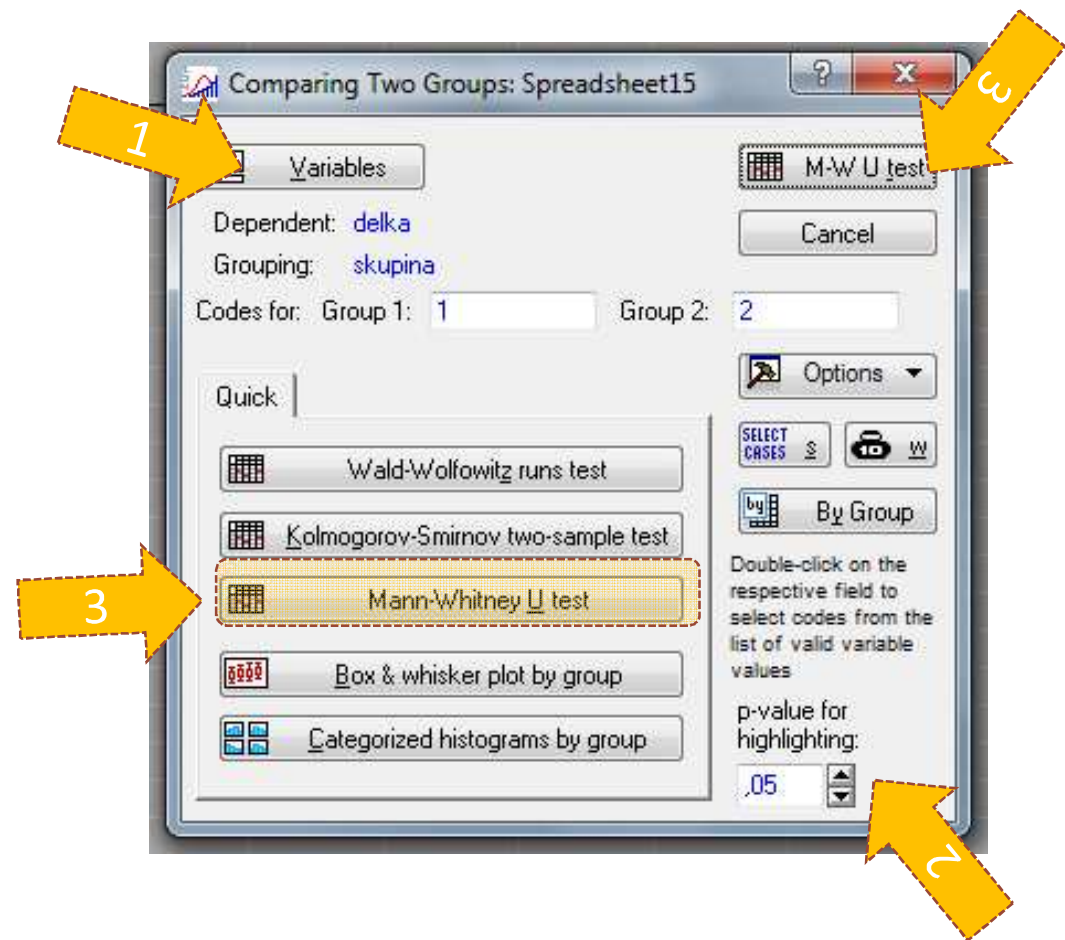 Comparing Two Groups: Spreadsheet15
?
X
3
1
Variables
M-W U test
Dependent: delka
Cancel
Grouping: skupina
Codes for: Group 1: 1 Group 2: 2
Options
Quick
SELECT CASES S
W
Wald-Wolfowitz runs test
by By Group
Kolmogorov-Smirnov two-sample test
3
Mann-Whitney U test
Double-click on the
respective field to
select codes from the
list of valid variable
values
Box & whisker plot by group
p-value for
highlighting:
Categorized histograms by group
,05
2